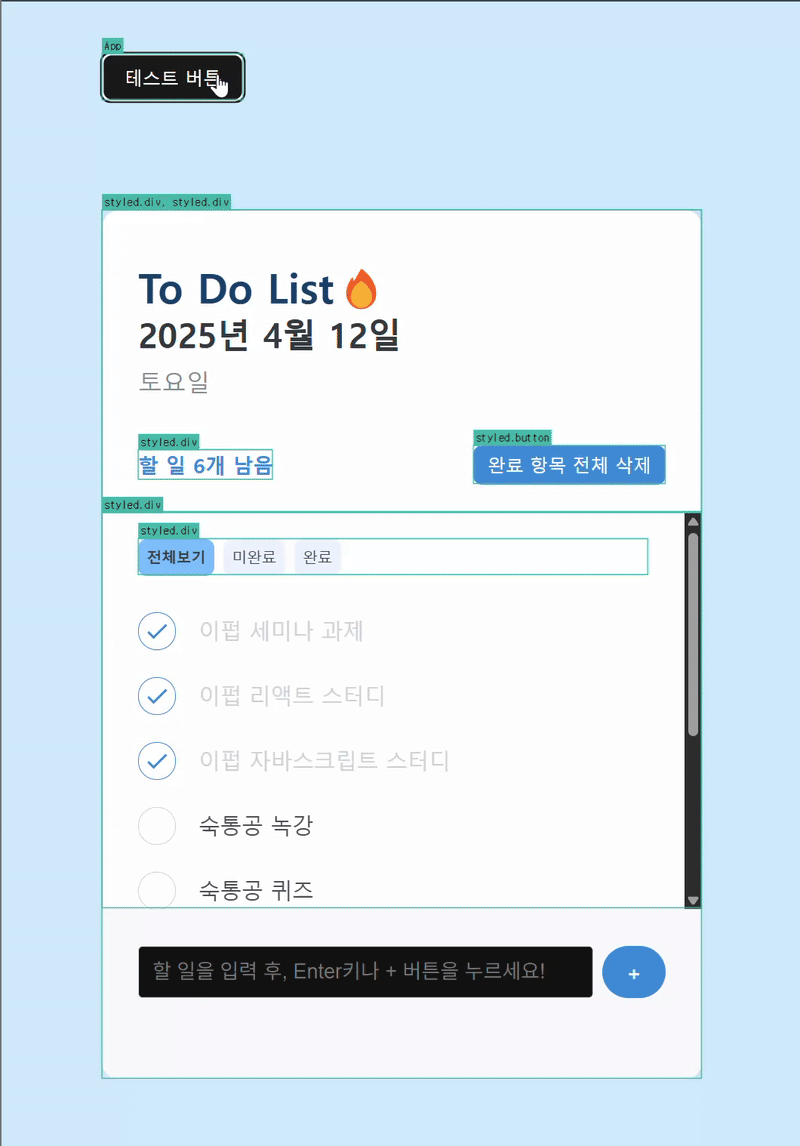 App
테스트 버튼
styled.div, styled.div
To Do List
2025년 4월 12일
토요일
styled.div
할 일 6개 남음
styled.button
완료 항목 전체 삭제
styled.div
styled.div
전체보기 미완료 완료
이펍 세미나 과제
이펍 리액트 스터디
이펍 자바스크립트 스터디
숙통공 녹강
숙통공 퀴즈
할 일을 입력 후, Enter키나 + 버튼을 누르세요! +